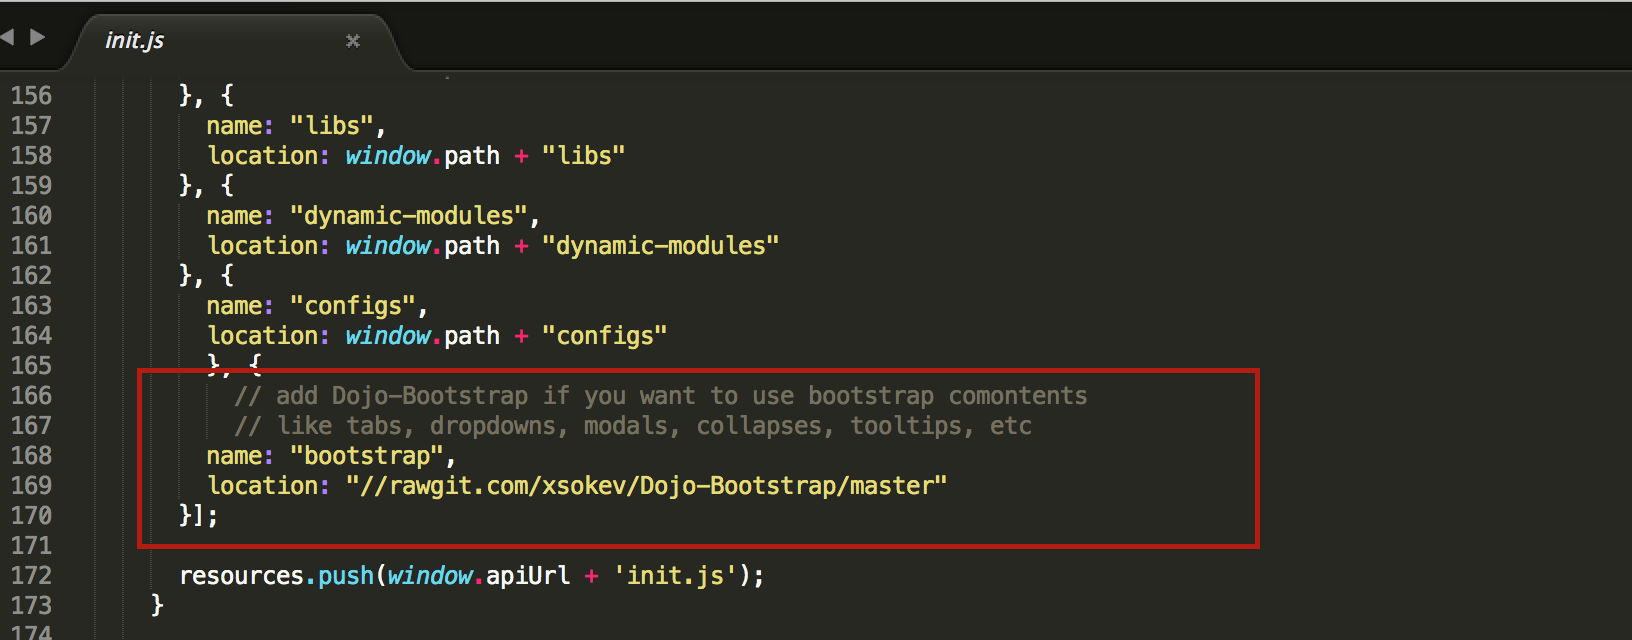 init.js ×
156 }, {
157 name: "libs",
158 location: window.path + "libs"
159 }, {
160 name: "dynamic-modules",
161 location: window.path + "dynamic-modules"
162 }, {
163 name: "configs",
164 location: window.path + "configs"
165 }, {
166 // add Dojo-Bootstrap if you want to use bootstrap comontents
167 // like tabs, dropdowns, modals, collapses, tooltips, etc
168 name: "bootstrap",
169 location: "//rawgit.com/xsokev/Dojo-Bootstrap/master"
170 }];
171
172 resources.push(window.apiUrl + 'init.js');
173 }
174